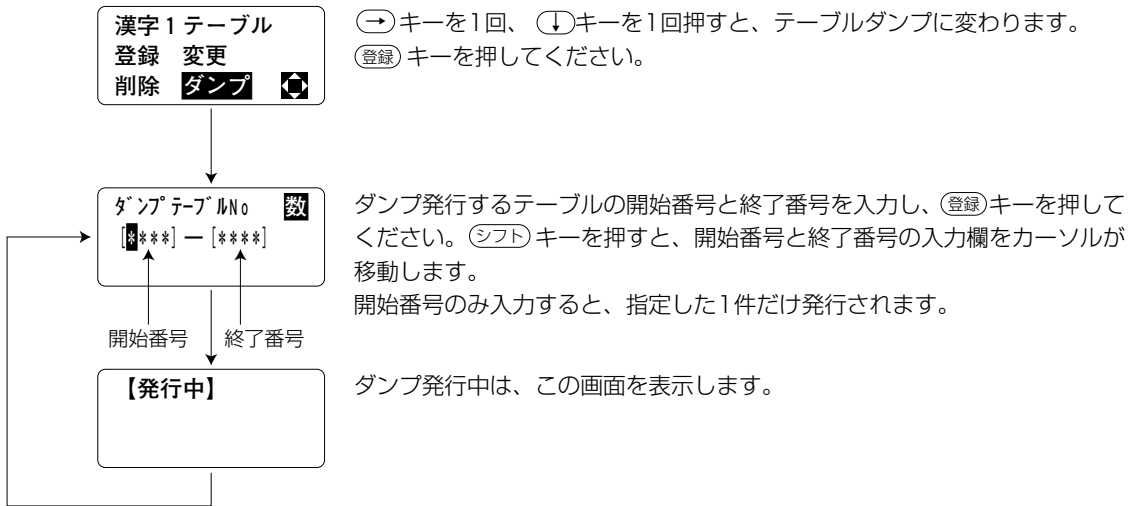 漢字1テーブル
登録 変更
削除 ダンプ
→キーを1回、↓キーを1回押すと、テーブルダンプに変わります。
登録キーを押してください。
ダンプテーブルNo 数
[****]ー[****]
開始番号 終了番号
ダンプ発行するテーブルの開始番号と終了番号を入力し、登録キーを押して
ください。シフトキーを押すと、開始番号と終了番号の入力欄をカーソルが
移動します。
開始番号のみ入力すると、指定した1件だけ発行されます。
【発行中】
ダンプ発行中は、この画面を表示します。